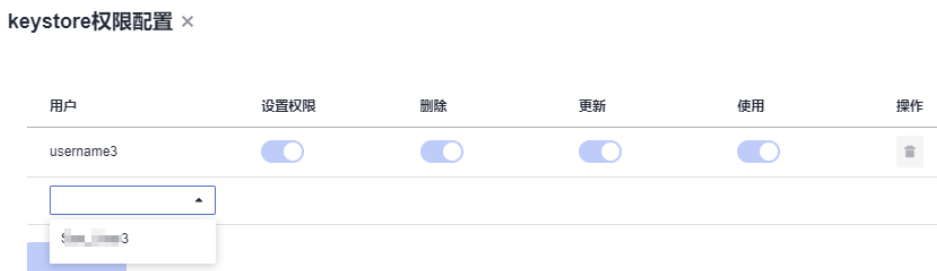 keystore权限配置 ×
用户 设置权限 删除 更新 使用 操作
username3